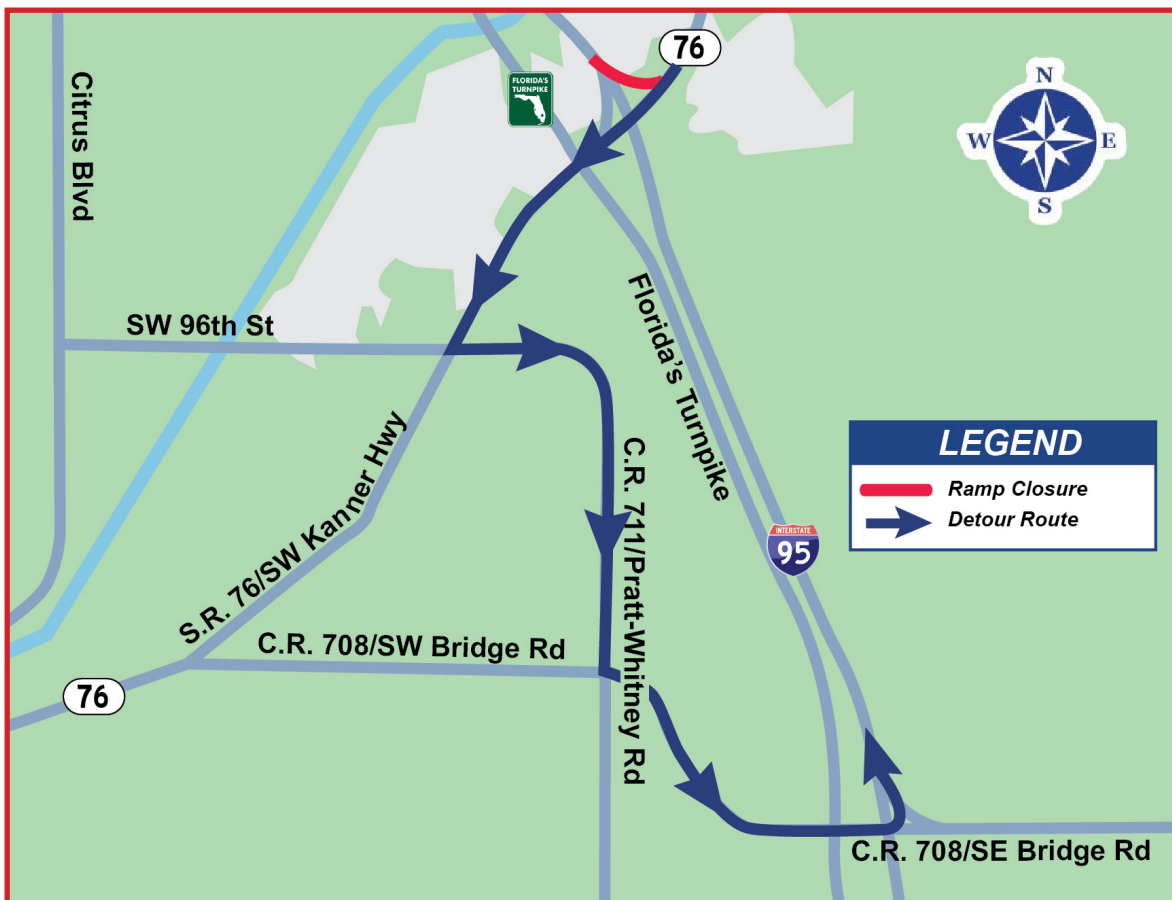 76
FLORIDA'S
TURNPIKE
N
W
E
S
Citrus Blvd
SW 96th St
Florida's Turnpike
S.R. 76/SW Kanner Hwy
C.R. 711/Pratt-Whitney Rd
LEGEND
Ramp Closure
Detour Route
INTERSTATE
95
C.R. 708/SW Bridge Rd
76
C.R. 708/SE Bridge Rd